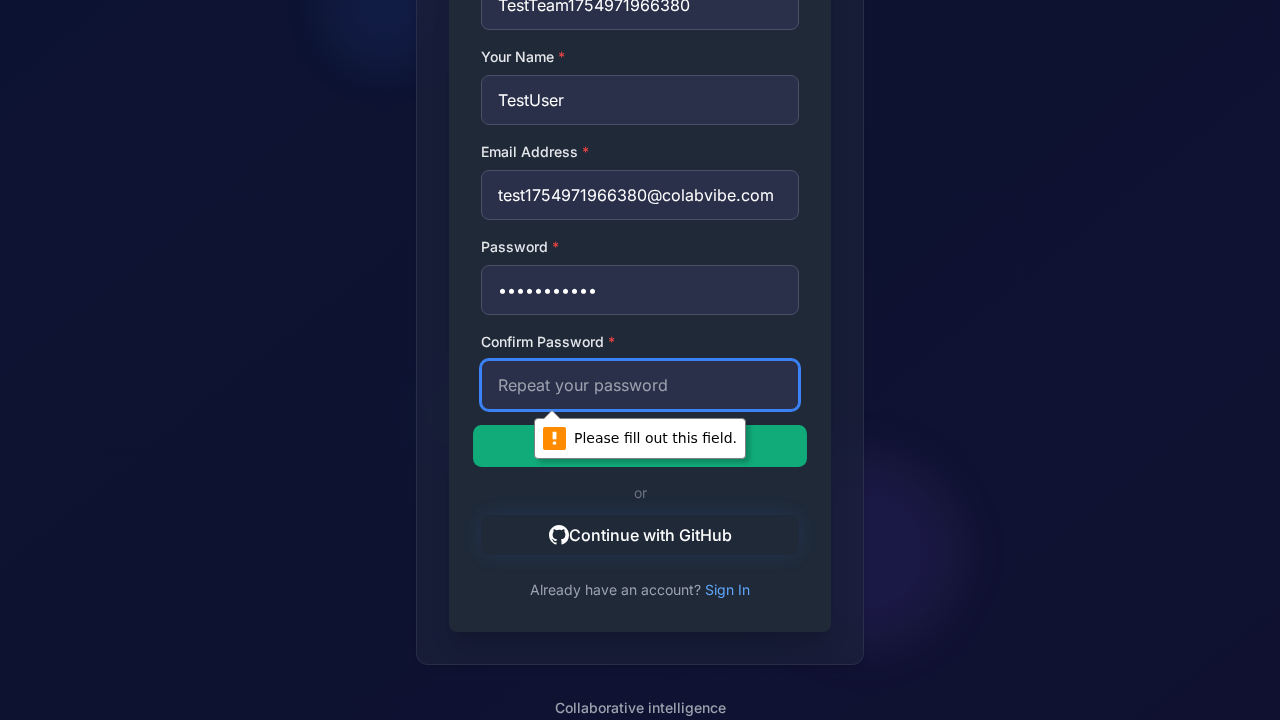 TestTeam1754971966380
Your Name *
TestUser
Email Address *
test1754971966380@colabvibe.com
Password *
•••••••••••
Confirm Password *
Repeat your password
Please fill out this field.
or
Continue with GitHub
Already have an account? Sign In
Collaborative intelligence